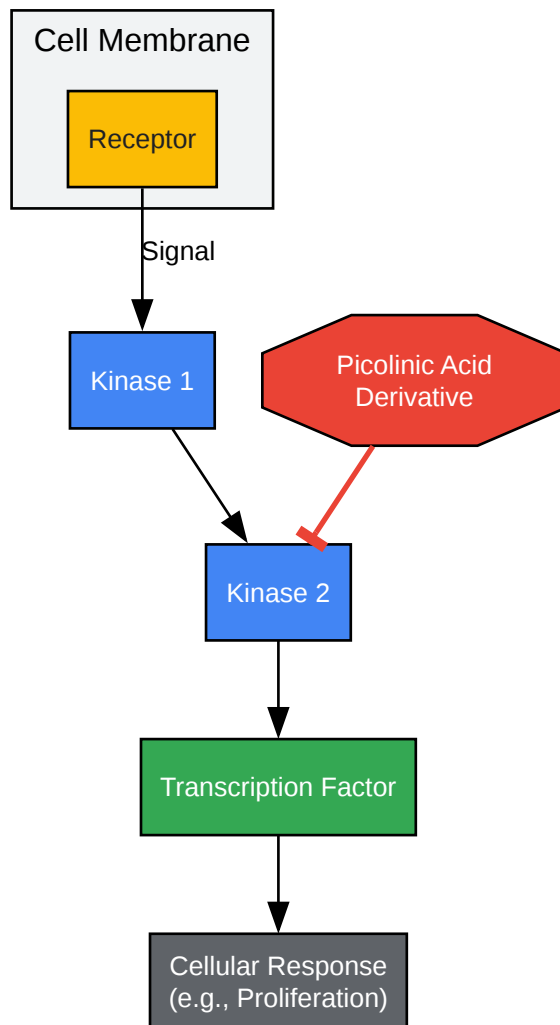 Cell Membrane
Receptor
Signal
Kinase 1
Picolinic Acid
Derivative
Kinase 2
Transcription Factor
Cellular Response
(e.g., Proliferation)